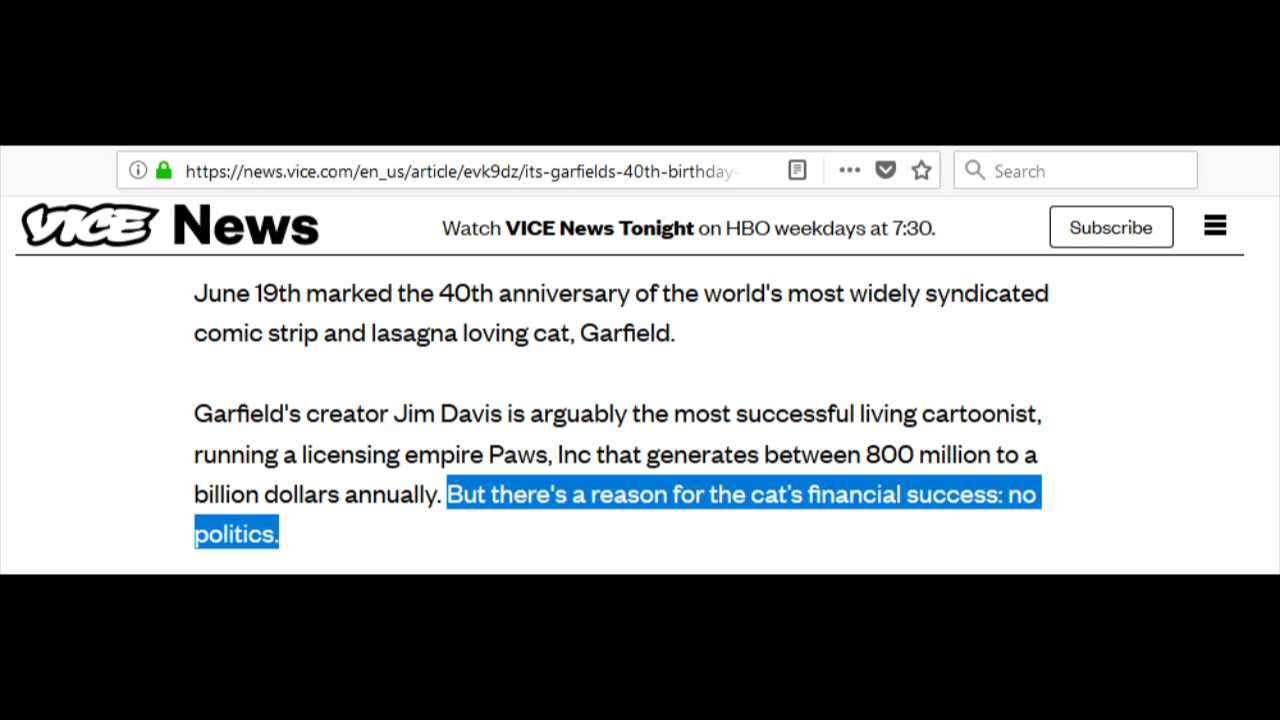 https://news.vice.com/en_us/article/evk9dz/its-garfields-40th-birthday-
Search
VICE News
Watch VICE News Tonight on HBO weekdays at 7:30.
Subscribe
June 19th marked the 40th anniversary of the world's most widely syndicated
comic strip and lasagna loving cat, Garfield.
Garfield's creator Jim Davis is arguably the most successful living cartoonist,
running a licensing empire Paws, Inc that generates between 800 million to a
billion dollars annually. But there's a reason for the cat’s financial success: no
politics.